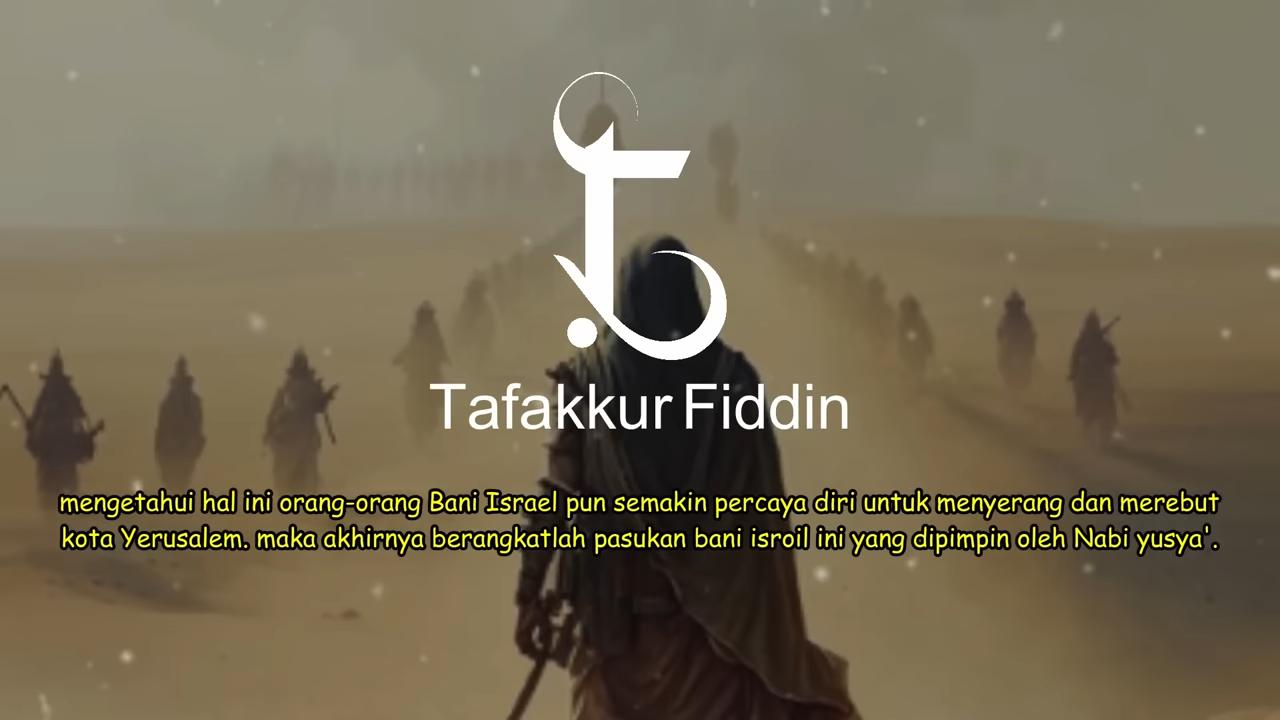 Tafakkur Fiddin
mengetahui hal ini orang-orang Bani Israel pun semakin percaya diri untuk menyerang dan merebut
kota Yerusalem. maka akhirnya berangkatlah pasukan bani isroil ini yang dipimpin oleh Nabi yusya'.